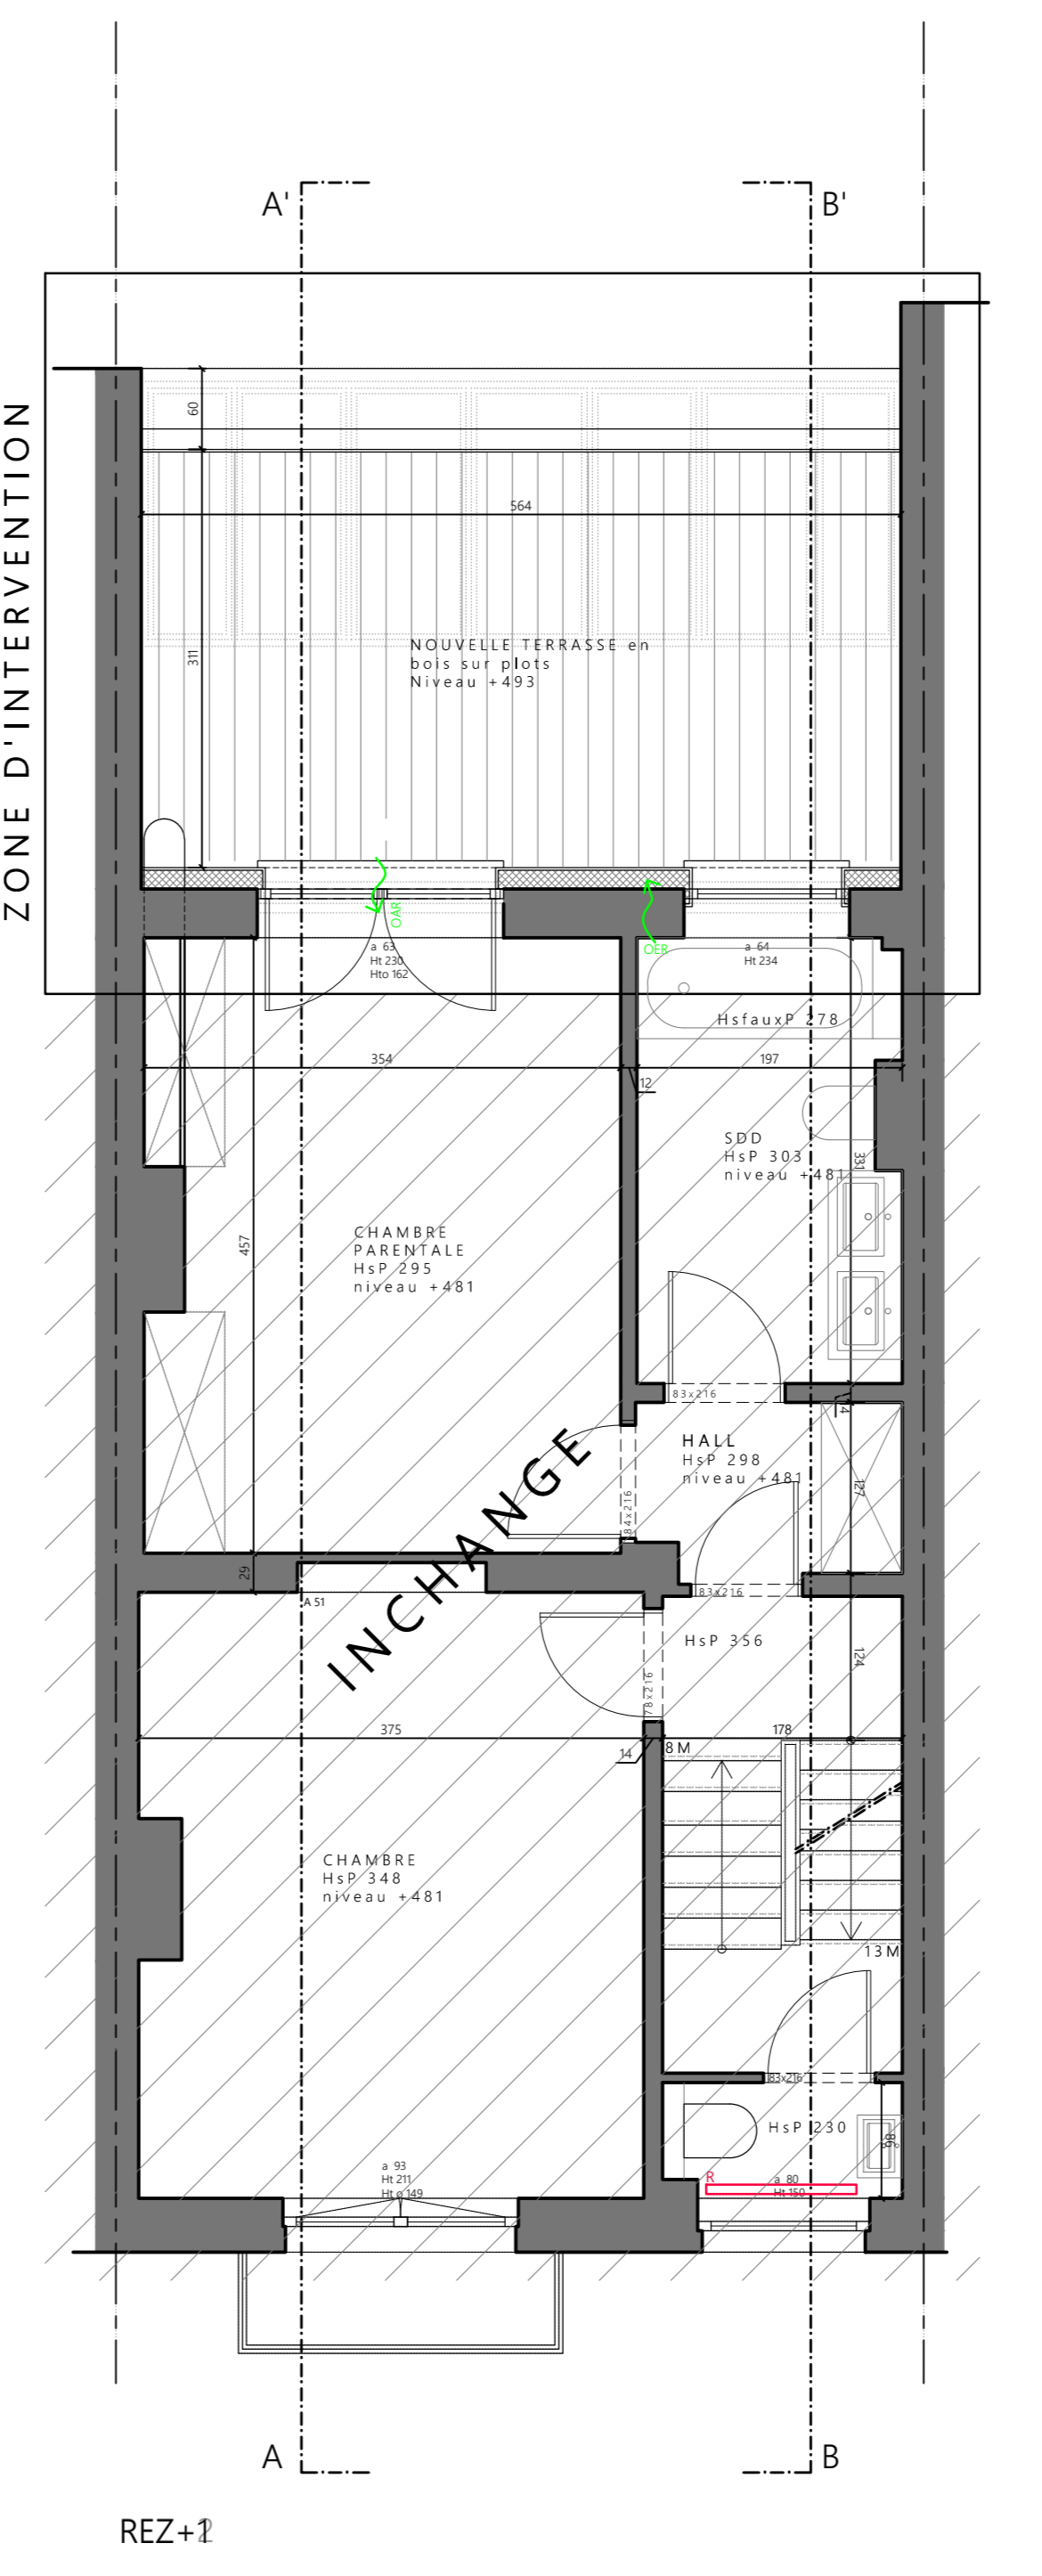 A'
B'
ZONE D'INTERVENTION
60
564
311
NOUVELLE TERRASSE en
bois sur plots
Niveau +493
OAR
OER
a 63
Ht 230
Hto 162
a 64
Ht 234
HsfauxP 278
354
197
12
SDD
HsP 303
niveau +481
331
CHAMBRE
PARENTALE
HsP 295
niveau +481
457
83x216
4
HALL
HsP 298
niveau +481
127
84x216
INCHANGE
29
A 51
83x216
HsP 356
124
78x216
375
178
14
8M
CHAMBRE
HsP 348
niveau +481
13M
83x216
HsP 230
86
R
a 93
Ht 211
Ht o 149
a 80
Ht 150
A
B
REZ+1